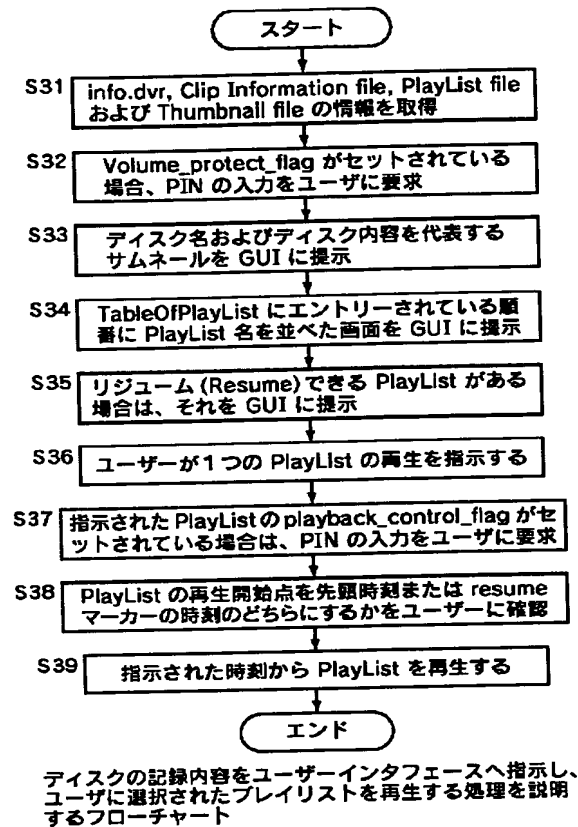 スタート
S31
info.dvr, Clip Information file, PlayList file
および Thumbnail file の情報を取得
S32
Volume_protect_flag がセットされている
場合、PIN の入力をユーザに要求
S33
ディスク名およびディスク内容を代表する
サムネールを GUI に提示
S34
TableOfPlayList にエントリーされている順
番に PlayList 名を並べた画面を GUI に提示
S35
リジューム (Resume) できる PlayList がある
場合は、それを GUI に提示
S36
ユーザーが1つの PlayList の再生を指示する
S37
指示された PlayList の playback_control_flag がセ
ットされている場合は、PIN の入力をユーザに要求
S38
PlayList の再生開始点を先頭時刻または resume
マーカーの時刻のどちらにするかをユーザーに確認
S39
指示された時刻から PlayList を再生する
エンド
ディスクの記録内容をユーザーインタフェースへ指示し、
ユーザに選択されたプレイリストを再生する処理を説明
するフローチャート